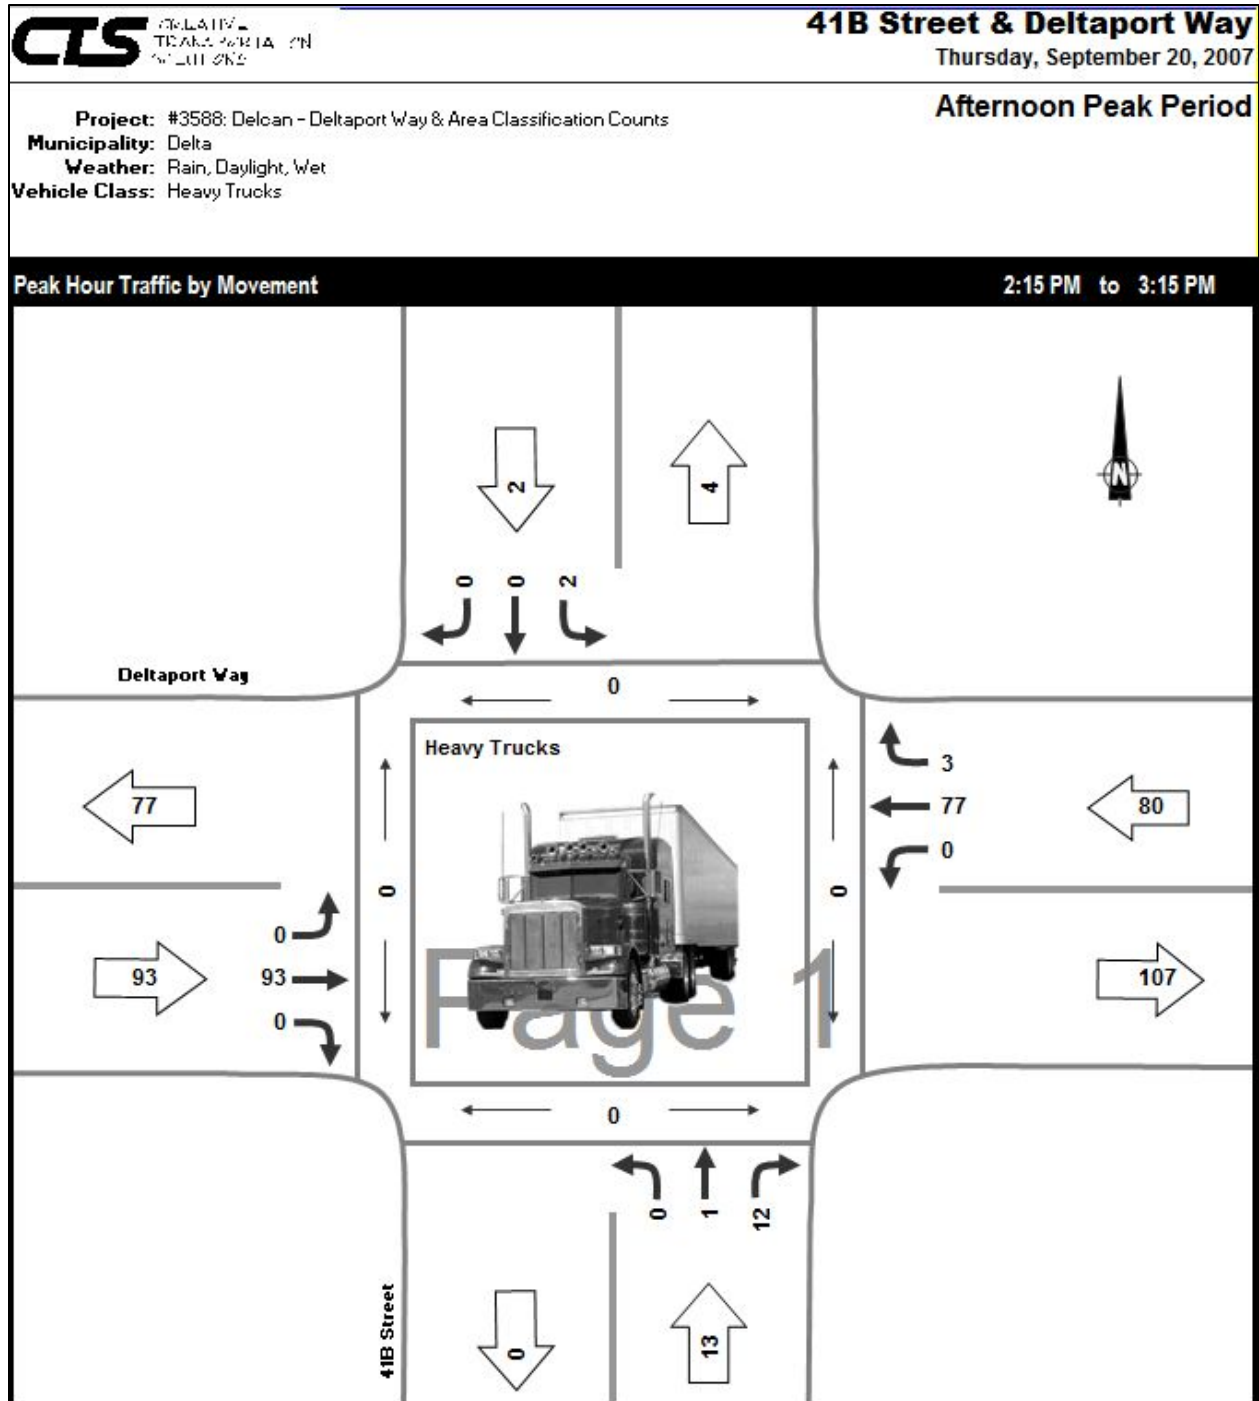 CTS
41B Street & Deltaport Way
Thursday, September 20, 2007
Afternoon Peak Period
Project: #3588: Delcan - Deltaport Way & Area Classification Counts
Municipality: Delta
Weather: Rain, Daylight, Wet
Vehicle Class: Heavy Trucks
Peak Hour Traffic by Movement 2:15 PM to 3:15 PM
2 4
N
0 0 2
Deltaport Way
0
Heavy Trucks
3
77 77 80
0
0 0
0
93 93 107
0
Page 1
0
0 1 12
41B Street
0 13